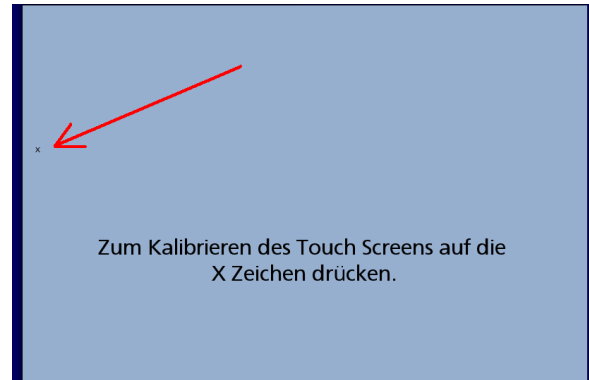 x
Zum Kalibrieren des Touch Screens auf die
X Zeichen drücken.